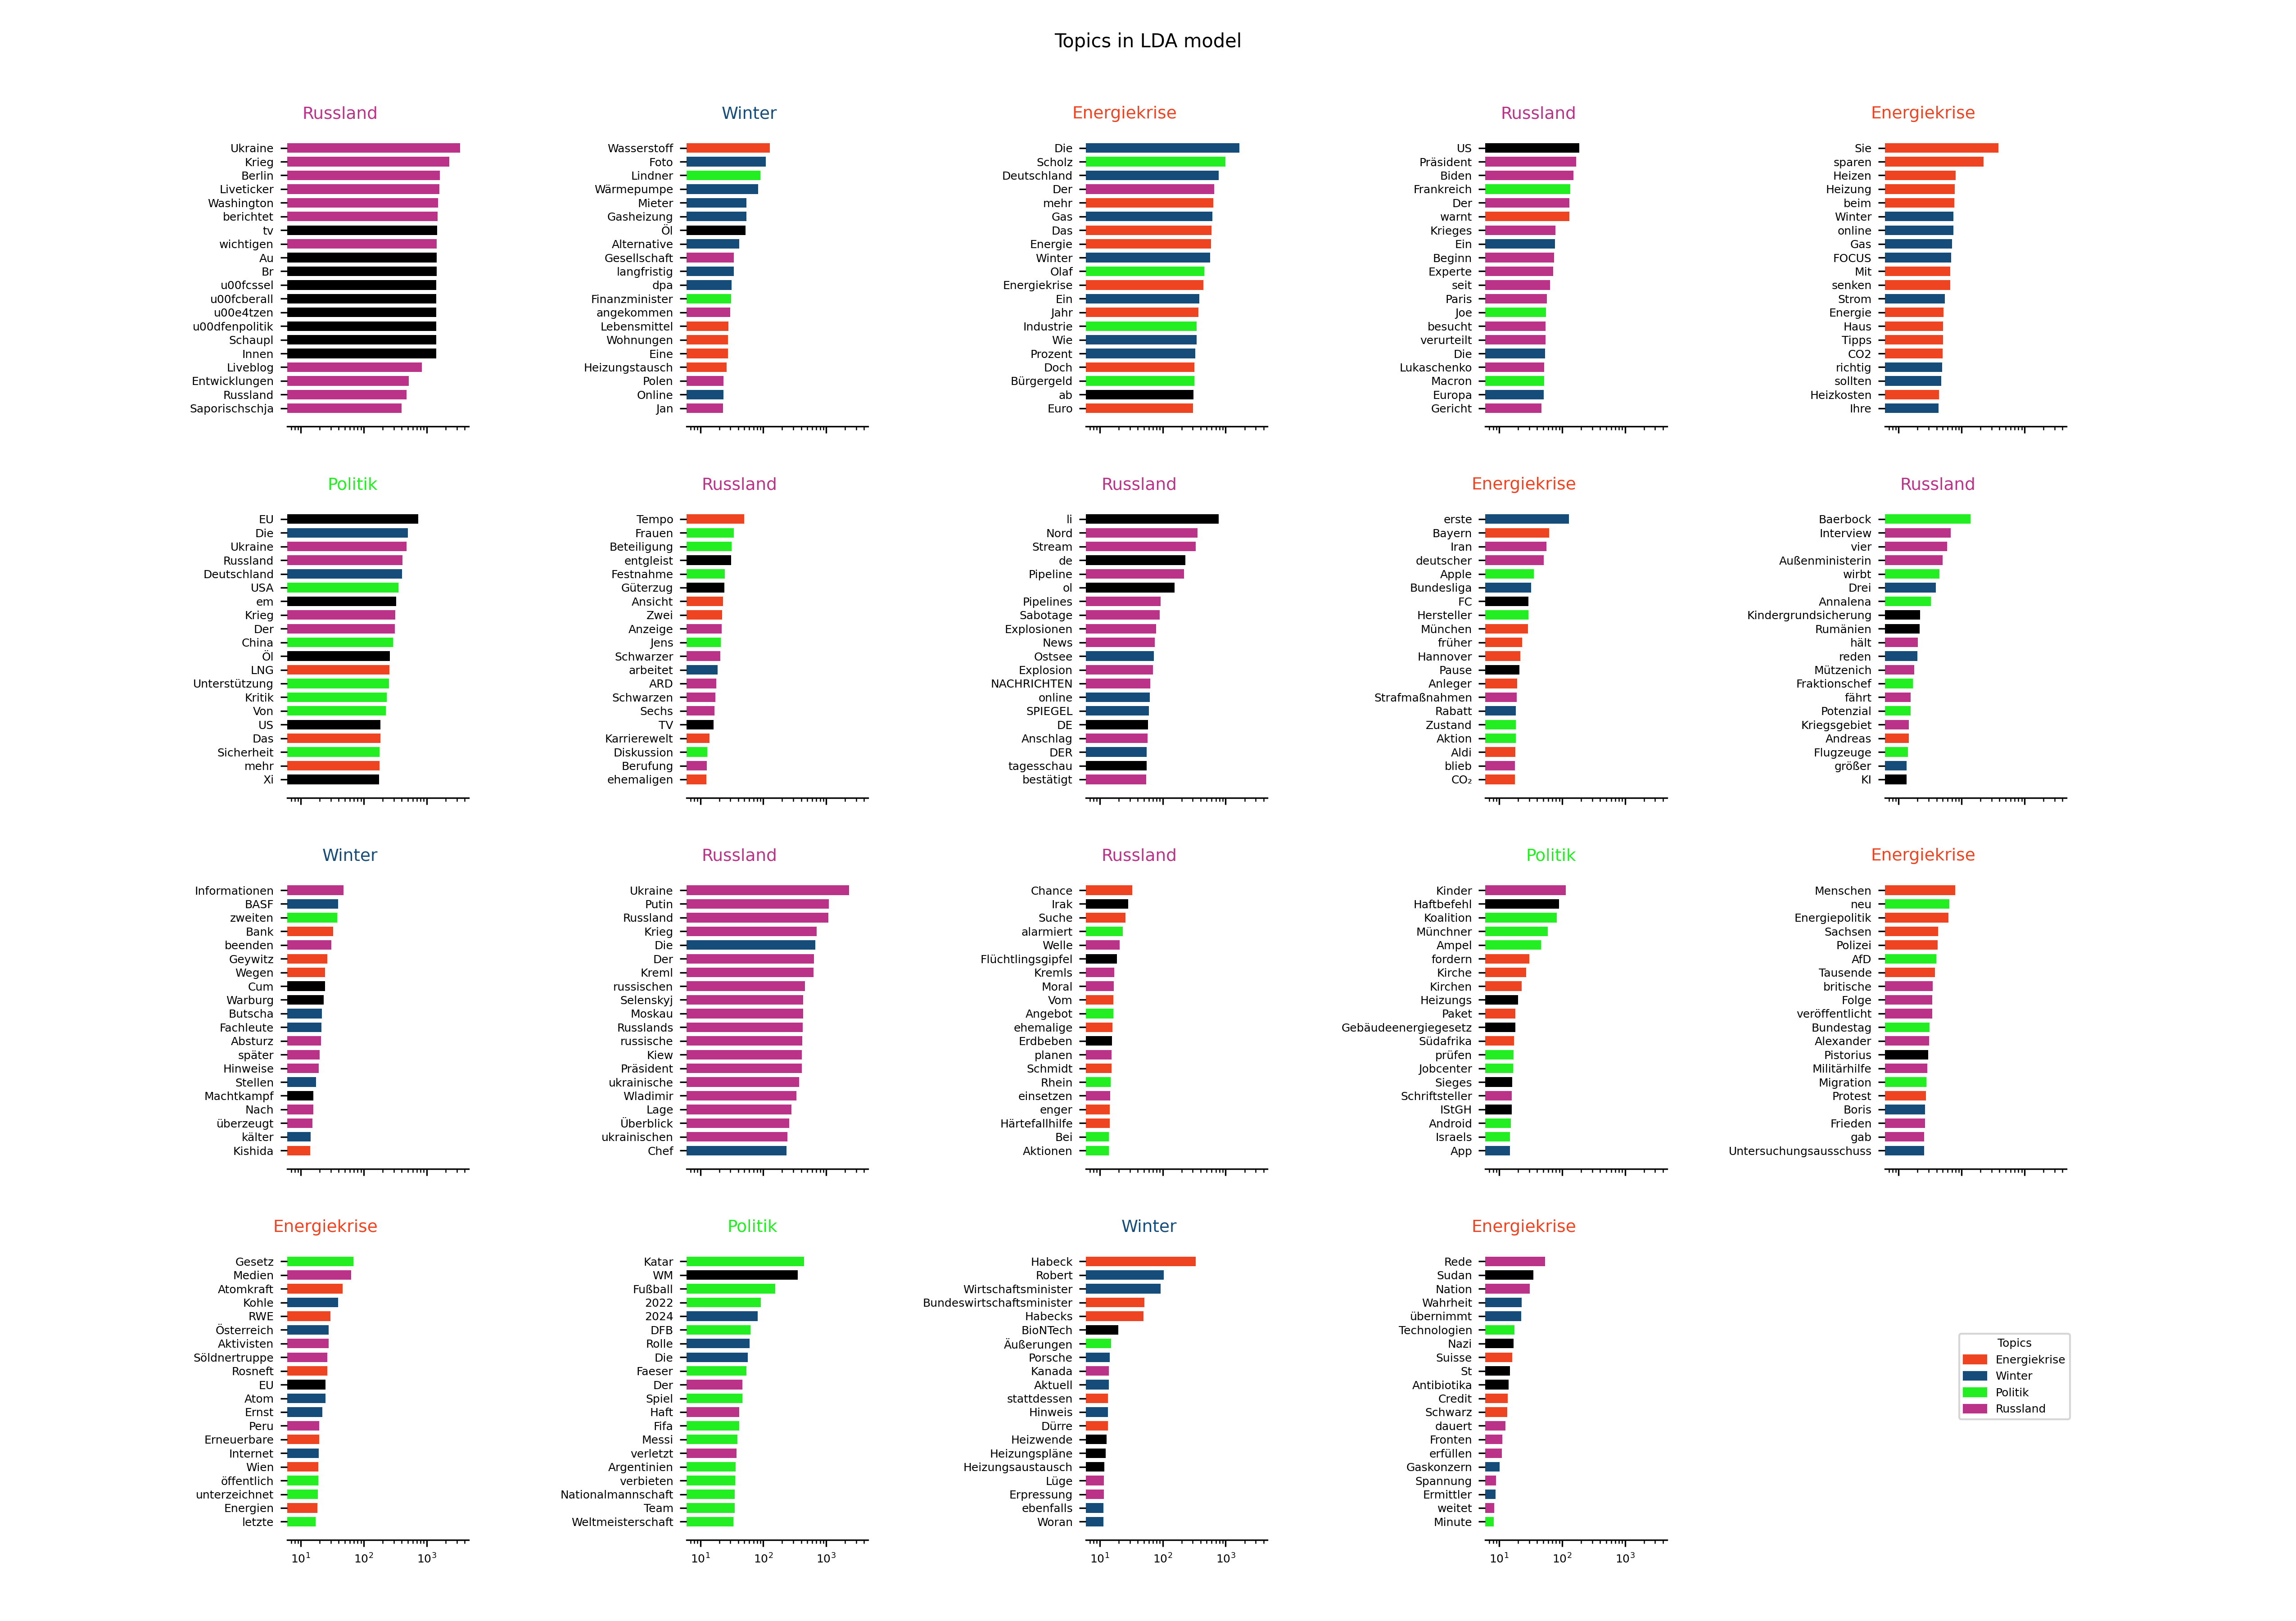 Topics in LDA model
Russland
Ukraine
Krieg
Berlin
Liveticker
Washington
berichtet
tv
wichtigen
Au
Br
u00fcssel
u00fcberall
u00e4tzen
u00dfenpolitik
Schaupl
Innen
Liveblog
Entwicklungen
Russland
Saporischschja
Winter
Wasserstoff
Foto
Lindner
Wärmepumpe
Mieter
Gasheizung
Öl
Alternative
Gesellschaft
langfristig
dpa
Finanzminister
angekommen
Lebensmittel
Wohnungen
Eine
Heizungstausch
Polen
Online
Jan
Energiekrise
Die
Scholz
Deutschland
Der
mehr
Gas
Das
Energie
Winter
Olaf
Energiekrise
Ein
Jahr
Industrie
Wie
Prozent
Doch
Bürgergeld
ab
Euro
Russland
US
Präsident
Biden
Frankreich
Der
warnt
Krieges
Ein
Beginn
Experte
seit
Paris
Joe
besucht
verurteilt
Die
Lukaschenko
Macron
Europa
Gericht
Energiekrise
Sie
sparen
Heizen
Heizung
beim
Winter
online
Gas
FOCUS
Mit
senken
Strom
Energie
Haus
Tipps
CO2
richtig
sollten
Heizkosten
Ihre
Politik
EU
Die
Ukraine
Russland
Deutschland
USA
em
Krieg
Der
China
Öl
LNG
Unterstützung
Kritik
Von
US
Das
Sicherheit
mehr
Xi
Russland
Tempo
Frauen
Beteiligung
entgleist
Festnahme
Güterzug
Ansicht
Zwei
Anzeige
Jens
Schwarzer
arbeitet
ARD
Schwarzen
Sechs
TV
Karrierewelt
Diskussion
Berufung
ehemaligen
Russland
li
Nord
Stream
de
Pipeline
ol
Pipelines
Sabotage
Explosionen
News
Ostsee
Explosion
NACHRICHTEN
online
SPIEGEL
DE
Anschlag
DER
tagesschau
bestätigt
Energiekrise
erste
Bayern
Iran
deutscher
Apple
Bundesliga
FC
Hersteller
München
früher
Hannover
Pause
Anleger
Strafmaßnahmen
Rabatt
Zustand
Aktion
Aldi
blieb
CO₂
Russland
Baerbock
Interview
vier
Außenministerin
wirbt
Drei
Annalena
Kindergrundsicherung
Rumänien
hält
reden
Mützenich
Fraktionschef
fährt
Potenzial
Kriegsgebiet
Andreas
Flugzeuge
größer
KI
Winter
Informationen
BASF
zweiten
Bank
beenden
Geywitz
Wegen
Cum
Warburg
Butscha
Fachleute
Absturz
später
Hinweise
Stellen
Machtkampf
Nach
überzeugt
kälter
Kishida
Russland
Ukraine
Putin
Russland
Krieg
Die
Der
Kreml
russischen
Selenskyj
Moskau
Russlands
russische
Kiew
Präsident
ukrainische
Wladimir
Lage
Überblick
ukrainischen
Chef
Russland
Chance
Irak
Suche
alarmiert
Welle
Flüchtlingsgipfel
Kremls
Moral
Vom
Angebot
ehemalige
Erdbeben
planen
Schmidt
Rhein
einsetzen
enger
Härtefallhilfe
Bei
Aktionen
Politik
Kinder
Haftbefehl
Koalition
Münchner
Ampel
fordern
Kirche
Kirchen
Heizungs
Paket
Gebäudeenergiegesetz
Südafrika
prüfen
Jobcenter
Sieges
Schriftsteller
IStGH
Android
Israels
App
Energiekrise
Menschen
neu
Energiepolitik
Sachsen
Polizei
AfD
Tausende
britische
Folge
veröffentlicht
Bundestag
Alexander
Pistorius
Militärhilfe
Migration
Protest
Boris
Frieden
gab
Untersuchungsausschuss
Energiekrise
Gesetz
Medien
Atomkraft
Kohle
RWE
Österreich
Aktivisten
Söldnertruppe
Rosneft
EU
Atom
Ernst
Peru
Erneuerbare
Internet
Wien
öffentlich
unterzeichnet
Energien
letzte
10¹ 10² 10³
Politik
Katar
WM
Fußball
2022
2024
DFB
Rolle
Die
Faeser
Der
Spiel
Haft
Fifa
Messi
verletzt
Argentinien
verbieten
Nationalmannschaft
Team
Weltmeisterschaft
10¹ 10² 10³
Winter
Habeck
Robert
Wirtschaftsminister
Bundeswirtschaftsminister
Habecks
BioNTech
Äußerungen
Porsche
Kanada
Aktuell
stattdessen
Hinweis
Dürre
Heizwende
Heizungspläne
Heizungsaustausch
Lüge
Erpressung
ebenfalls
Woran
10¹ 10² 10³
Energiekrise
Rede
Sudan
Nation
Wahrheit
übernimmt
Technologien
Nazi
Suisse
St
Antibiotika
Credit
Schwarz
dauert
Fronten
erfüllen
Gaskonzern
Spannung
Ermittler
weitet
Minute
10¹ 10² 10³
Topics
Energiekrise
Winter
Politik
Russland